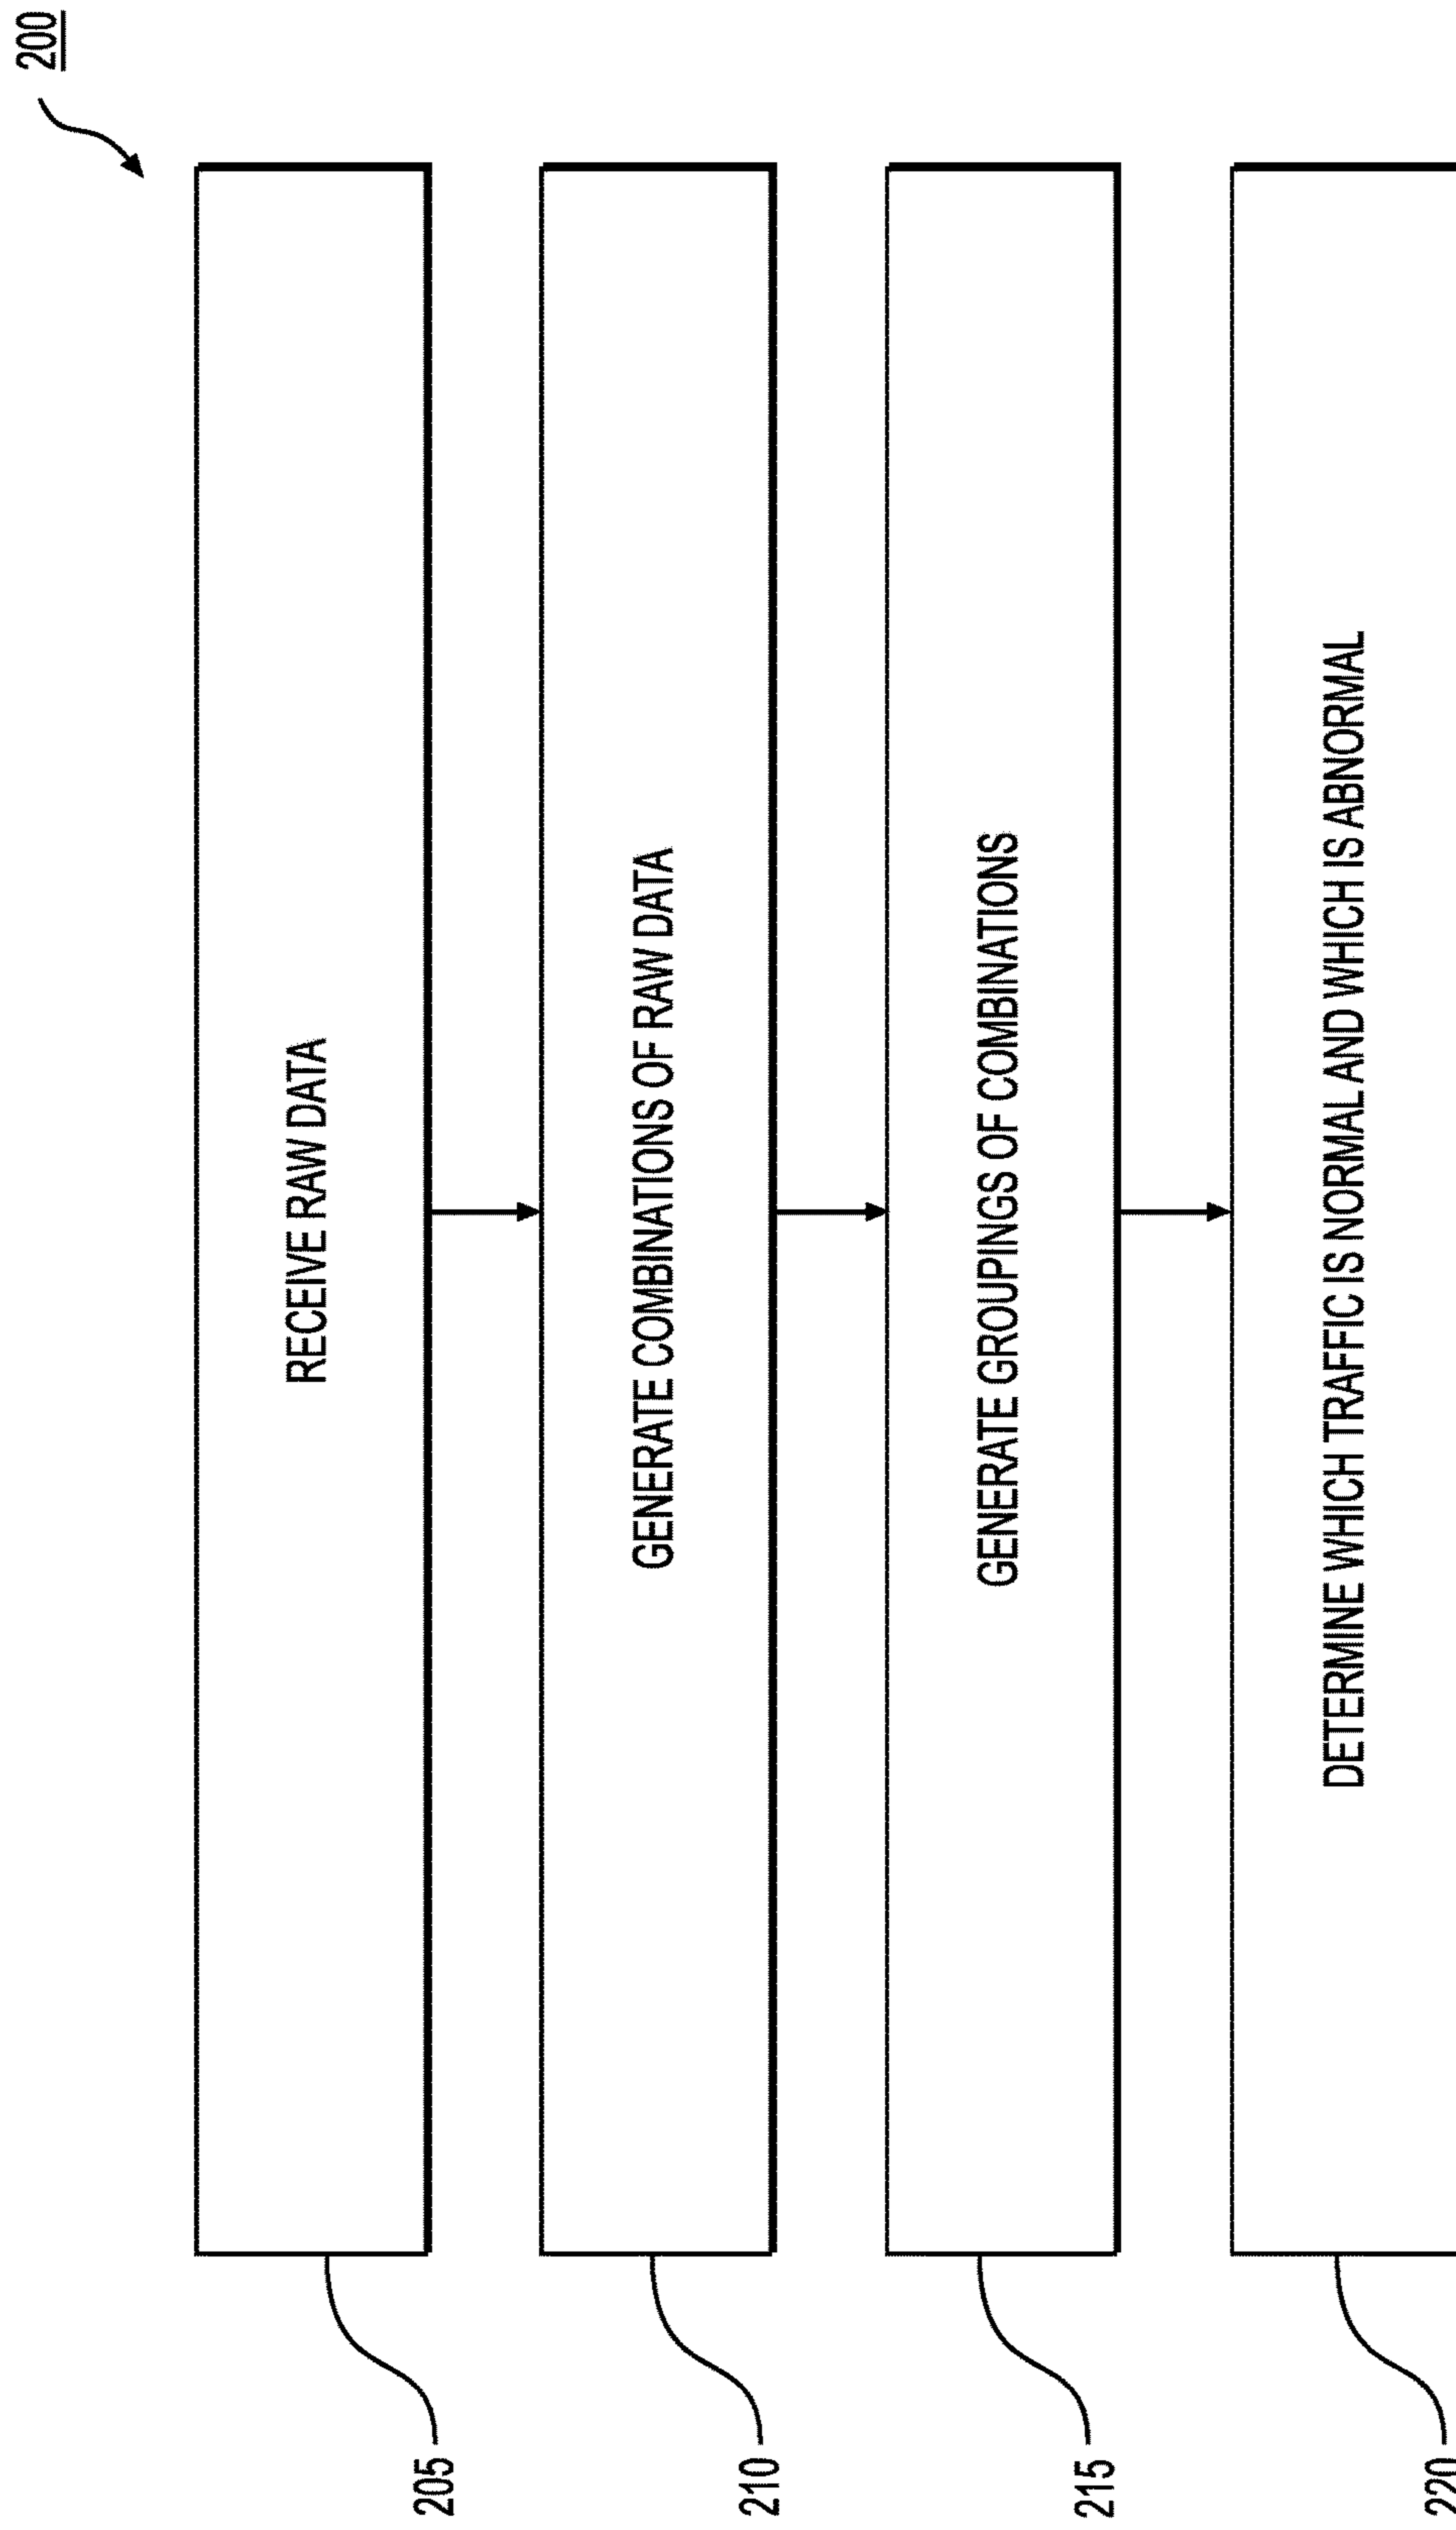 200
RECEIVE RAW DATA
205
GENERATE COMBINATIONS OF RAW DATA
210
GENERATE GROUPINGS OF COMBINATIONS
215
DETERMINE WHICH TRAFFIC IS NORMAL AND WHICH IS ABNORMAL
220